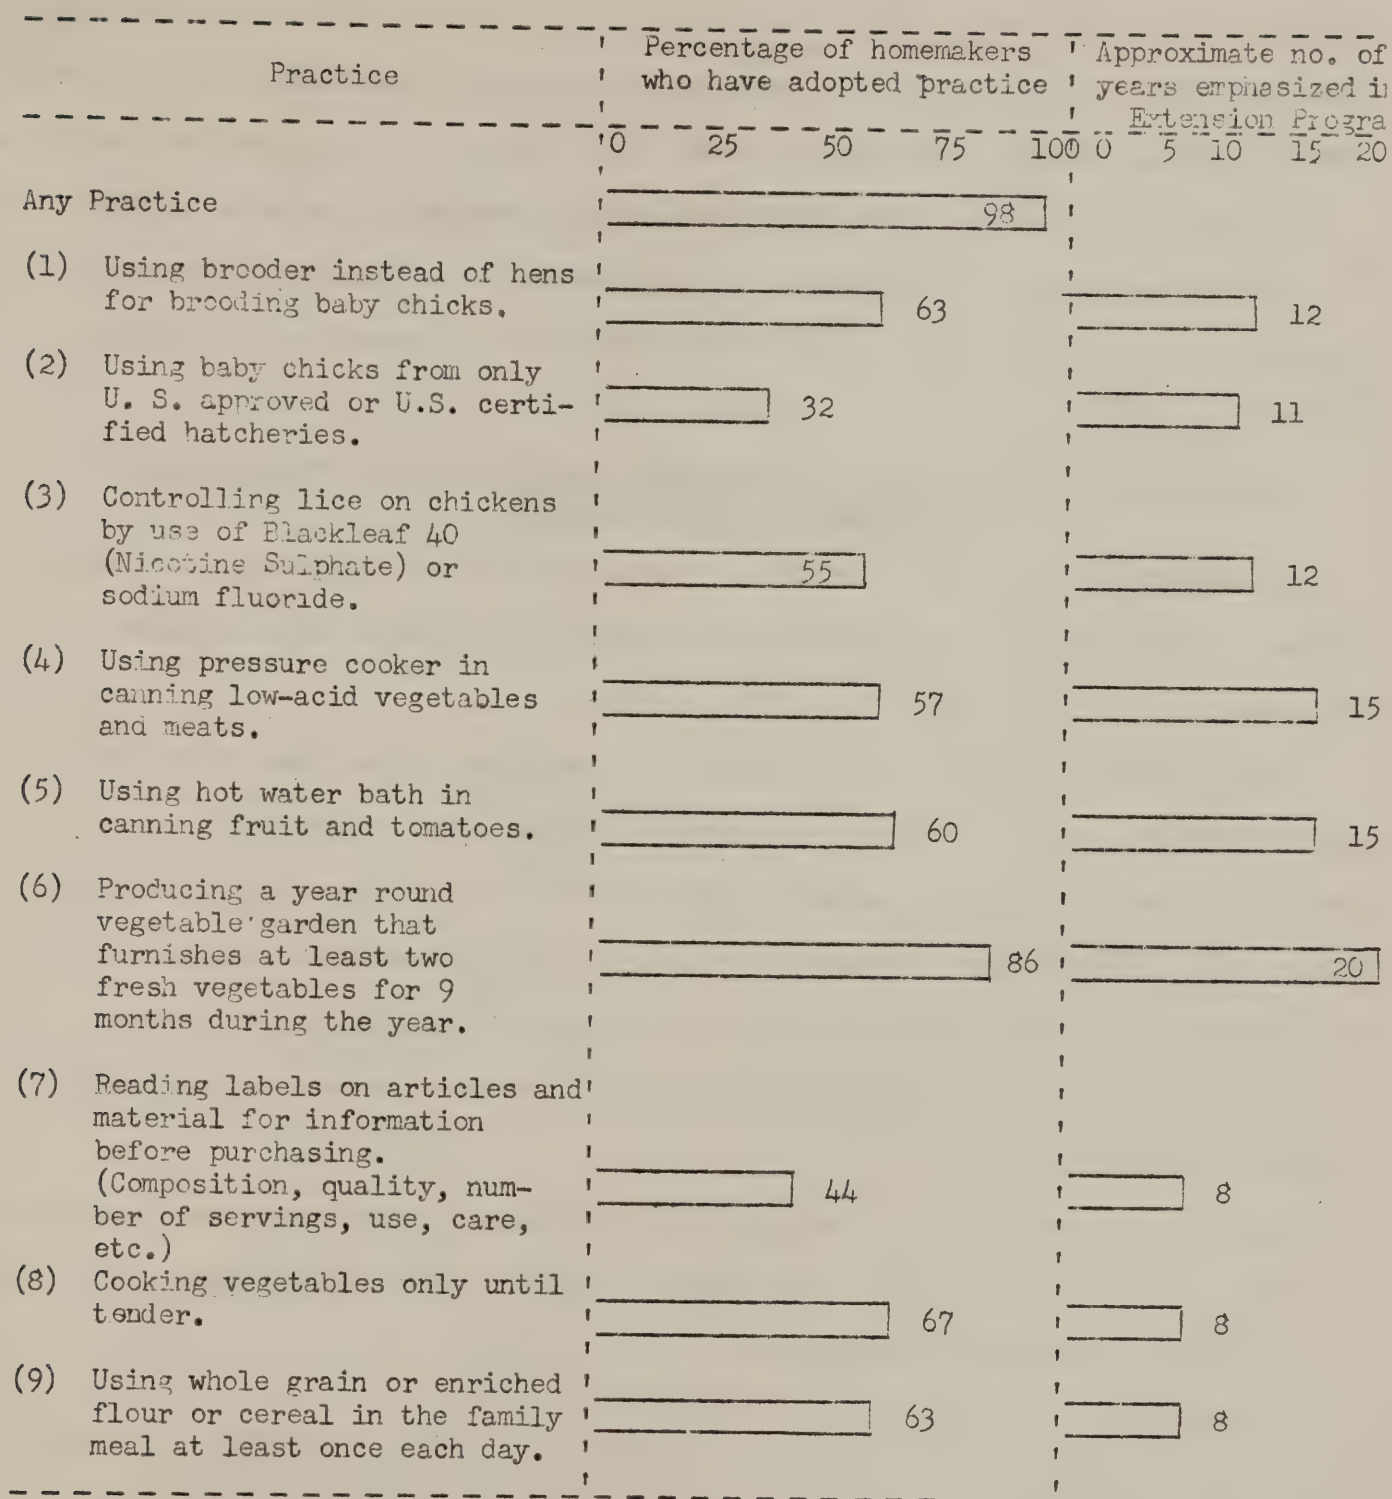 Practice
Percentage of homemakers
who have adopted practice
Approximate no. of
years emphasized i
Extension Progra
0 25 50 75 100 0 5 10 15 20
Any Practice 98
(1) Using brooder instead of hens
for brooding baby chicks. 63 12
(2) Using baby chicks from only
U. S. approved or U.S. certi-
fied hatcheries. 32 11
(3) Controlling lice on chickens
by use of Blackleaf 40
(Nicotine Sulphate) or
sodium fluoride. 55 12
(4) Using pressure cooker in
canning low-acid vegetables
and meats. 57 15
(5) Using hot water bath in
canning fruit and tomatoes. 60 15
(6) Producing a year round
vegetable garden that
furnishes at least two
fresh vegetables for 9
months during the year. 86 20
(7) Reading labels on articles and
material for information
before purchasing.
(Composition, quality, num-
ber of servings, use, care,
etc.) 44 8
(8) Cooking vegetables only until
tender. 67 8
(9) Using whole grain or enriched
flour or cereal in the family
meal at least once each day. 63 8